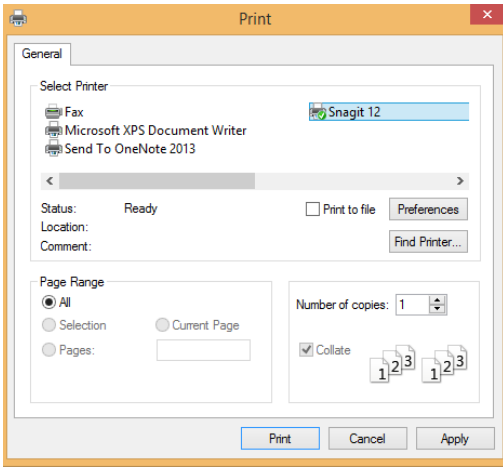 Print
General
Select Printer
Fax
Snagit 12
Microsoft XPS Document Writer
Send To OneNote 2013
Status: Ready
Print to file
Preferences
Location:
Comment:
Find Printer...
Page Range
All
Number of copies: 1
Selection
Current Page
Pages:
Collate
1 2 3 1 2 3
Print
Cancel
Apply